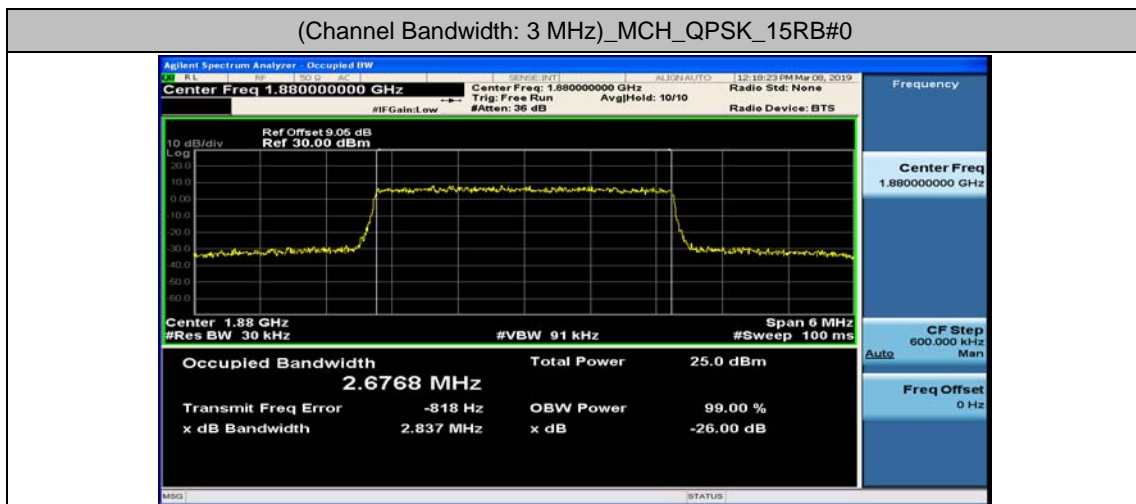 (Channel Bandwidth: 3 MHz)_MCH_QPSK_15RB#0
Agilent Spectrum Analyzer - Occupied BW
RL RF 50 Ω AC SENSE:INT ALIGN AUTO 12:18:23 PM Mar 08, 2019
Center Freq 1.880000000 GHz
Center Freq: 1.880000000 GHz
Radio Std: None
Trig: Free Run Avg|Hold: 10/10
#IFGain:Low
#Atten: 36 dB
Radio Device: BTS
Frequency
Ref Offset 9.05 dB
10 dB/div Ref 30.00 dBm
Log
20.0
10.0
0.00
-10.0
-20.0
-30.0
-40.0
-50.0
-60.0
Center Freq
1.880000000 GHz
Center 1.88 GHz Span 6 MHz
#Res BW 30 kHz #VBW 91 kHz #Sweep 100 ms
CF Step
600.000 kHz
Auto Man
Occupied Bandwidth Total Power 25.0 dBm
2.6768 MHz
Transmit Freq Error -818 Hz OBW Power 99.00 %
x dB Bandwidth 2.837 MHz x dB -26.00 dB
Freq Offset
0 Hz
MSG STATUS